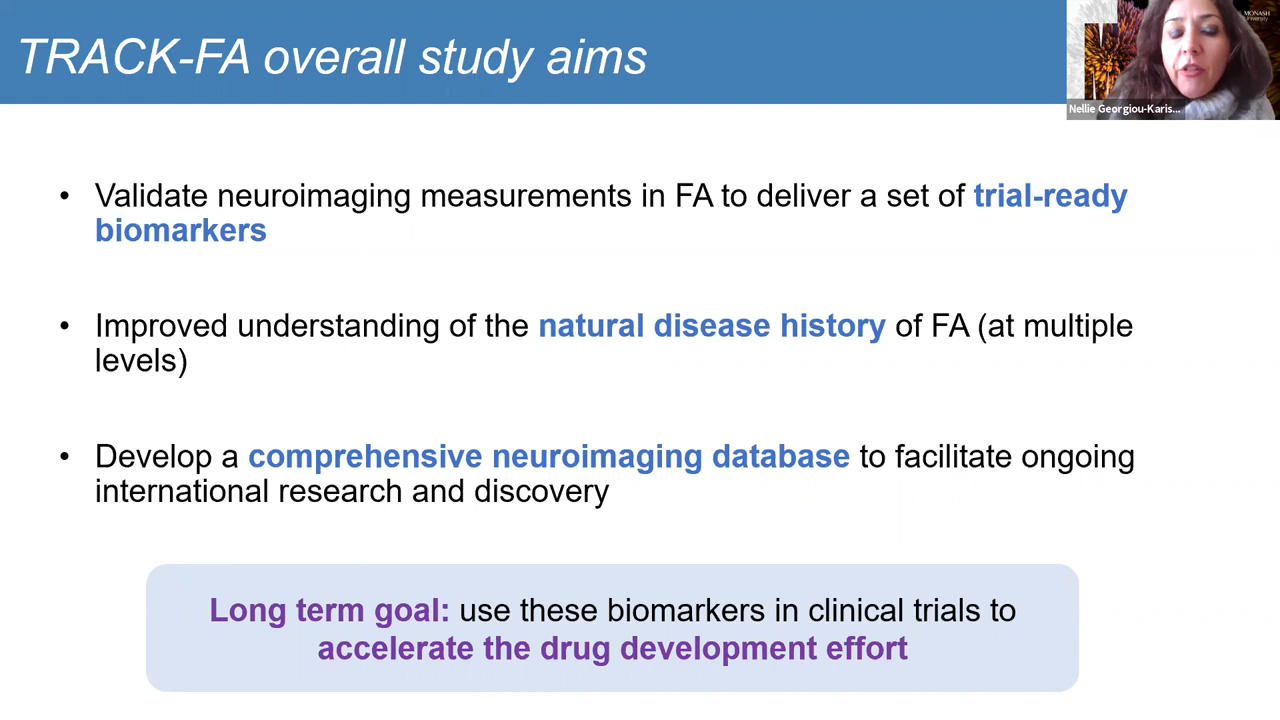 TRACK-FA overall study aims
MONASH
University
Nellie Georgiou-Karis...
• Validate neuroimaging measurements in FA to deliver a set of trial-ready
biomarkers
• Improved understanding of the natural disease history of FA (at multiple
levels)
• Develop a comprehensive neuroimaging database to facilitate ongoing
international research and discovery
Long term goal: use these biomarkers in clinical trials to
accelerate the drug development effort